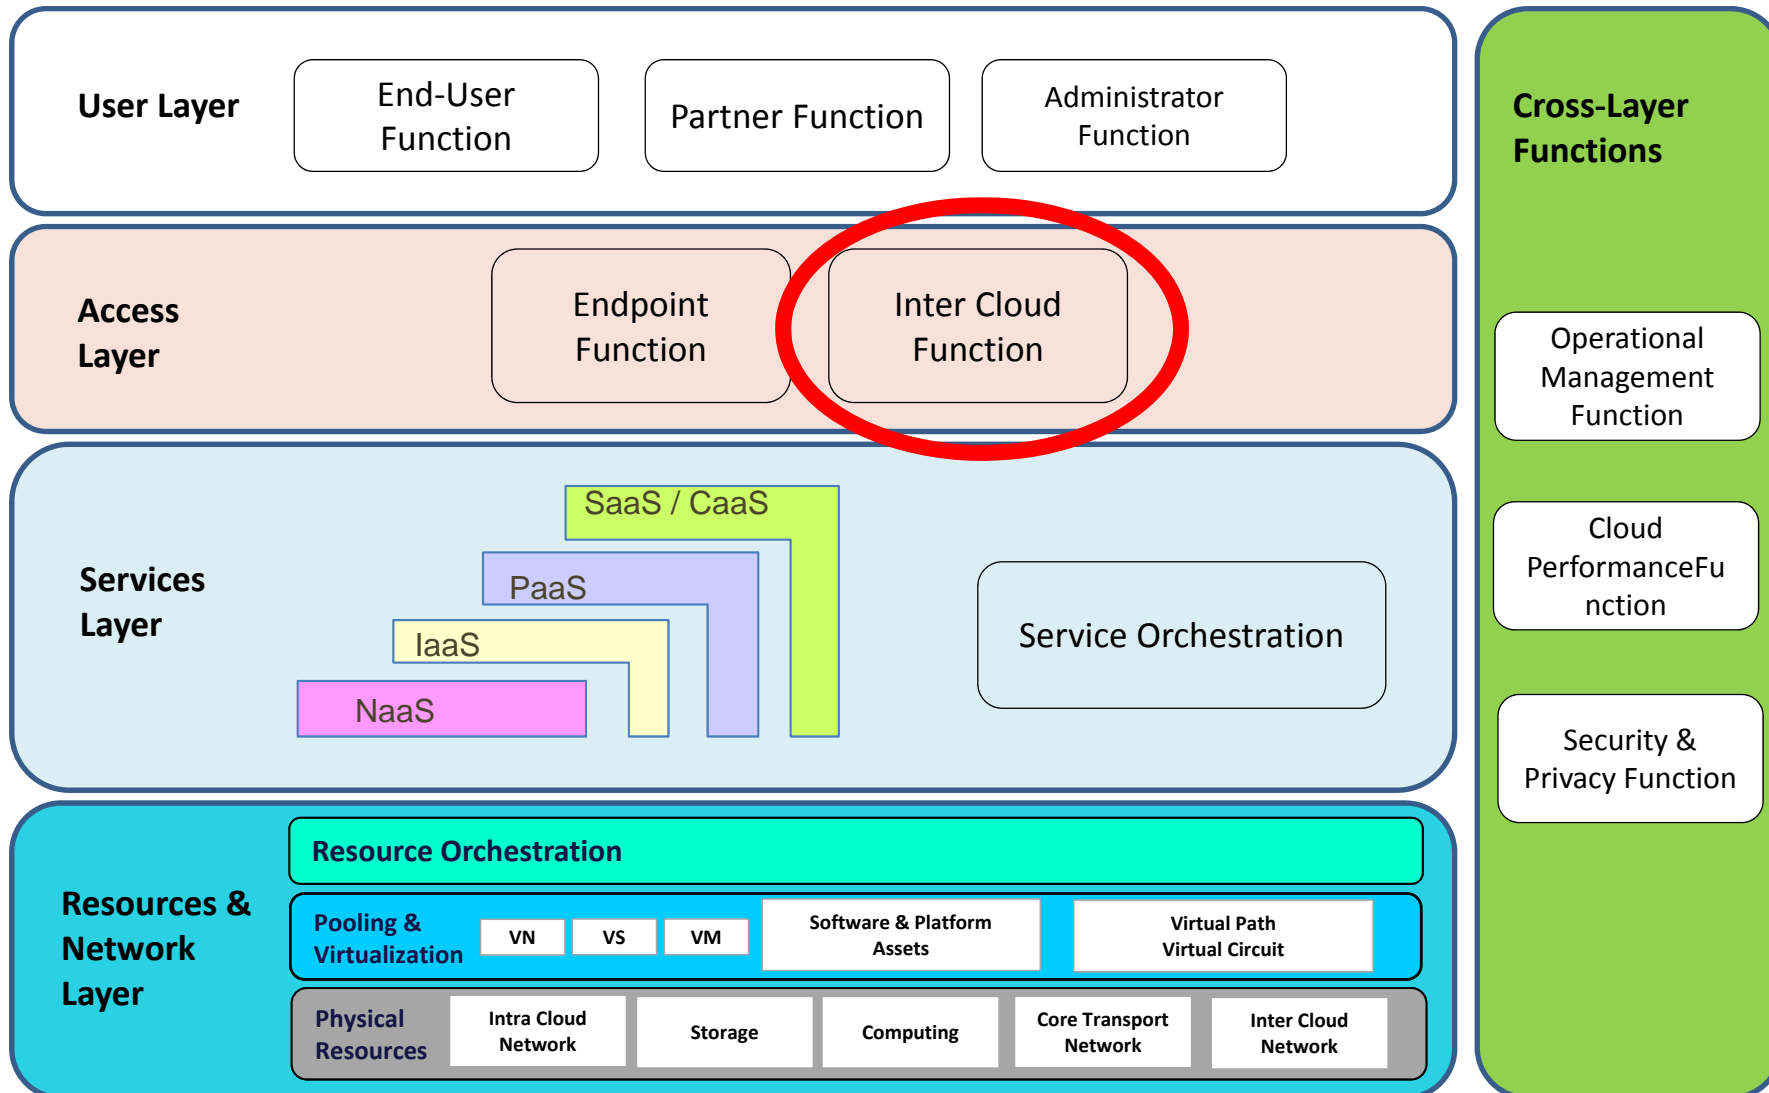 User Layer
End-User
Function
Partner Function
Administrator
Function
Cross-Layer
Functions
Access
Layer
Endpoint
Function
Inter Cloud
Function
Operational
Management
Function
Cloud
PerformanceFu
nction
Security &
Privacy Function
Services
Layer
SaaS / CaaS
PaaS
IaaS
NaaS
Service Orchestration
Resources &
Network
Layer
Resource Orchestration
Pooling &
Virtualization
VN
VS
VM
Software & Platform
Assets
Virtual Path
Virtual Circuit
Physical
Resources
Intra Cloud
Network
Storage
Computing
Core Transport
Network
Inter Cloud
Network